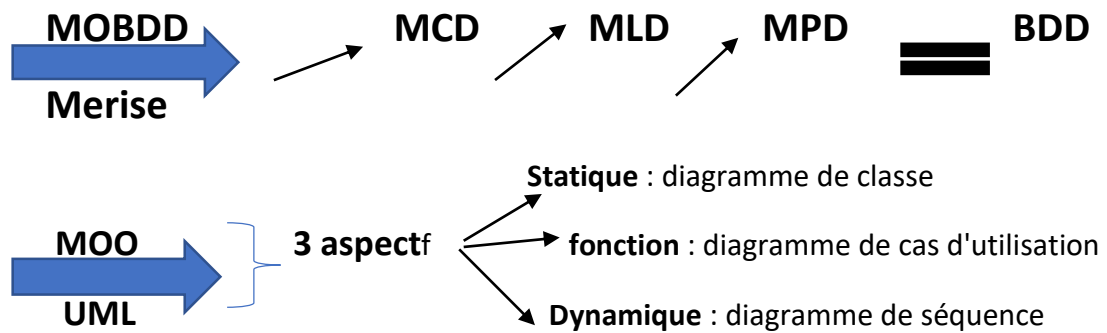 MOBDD MCD MLD MPD BDD
Merise
Statique : diagramme de classe
MOO 3 aspectf fonction : diagramme de cas d'utilisation
UML Dynamique : diagramme de séquence